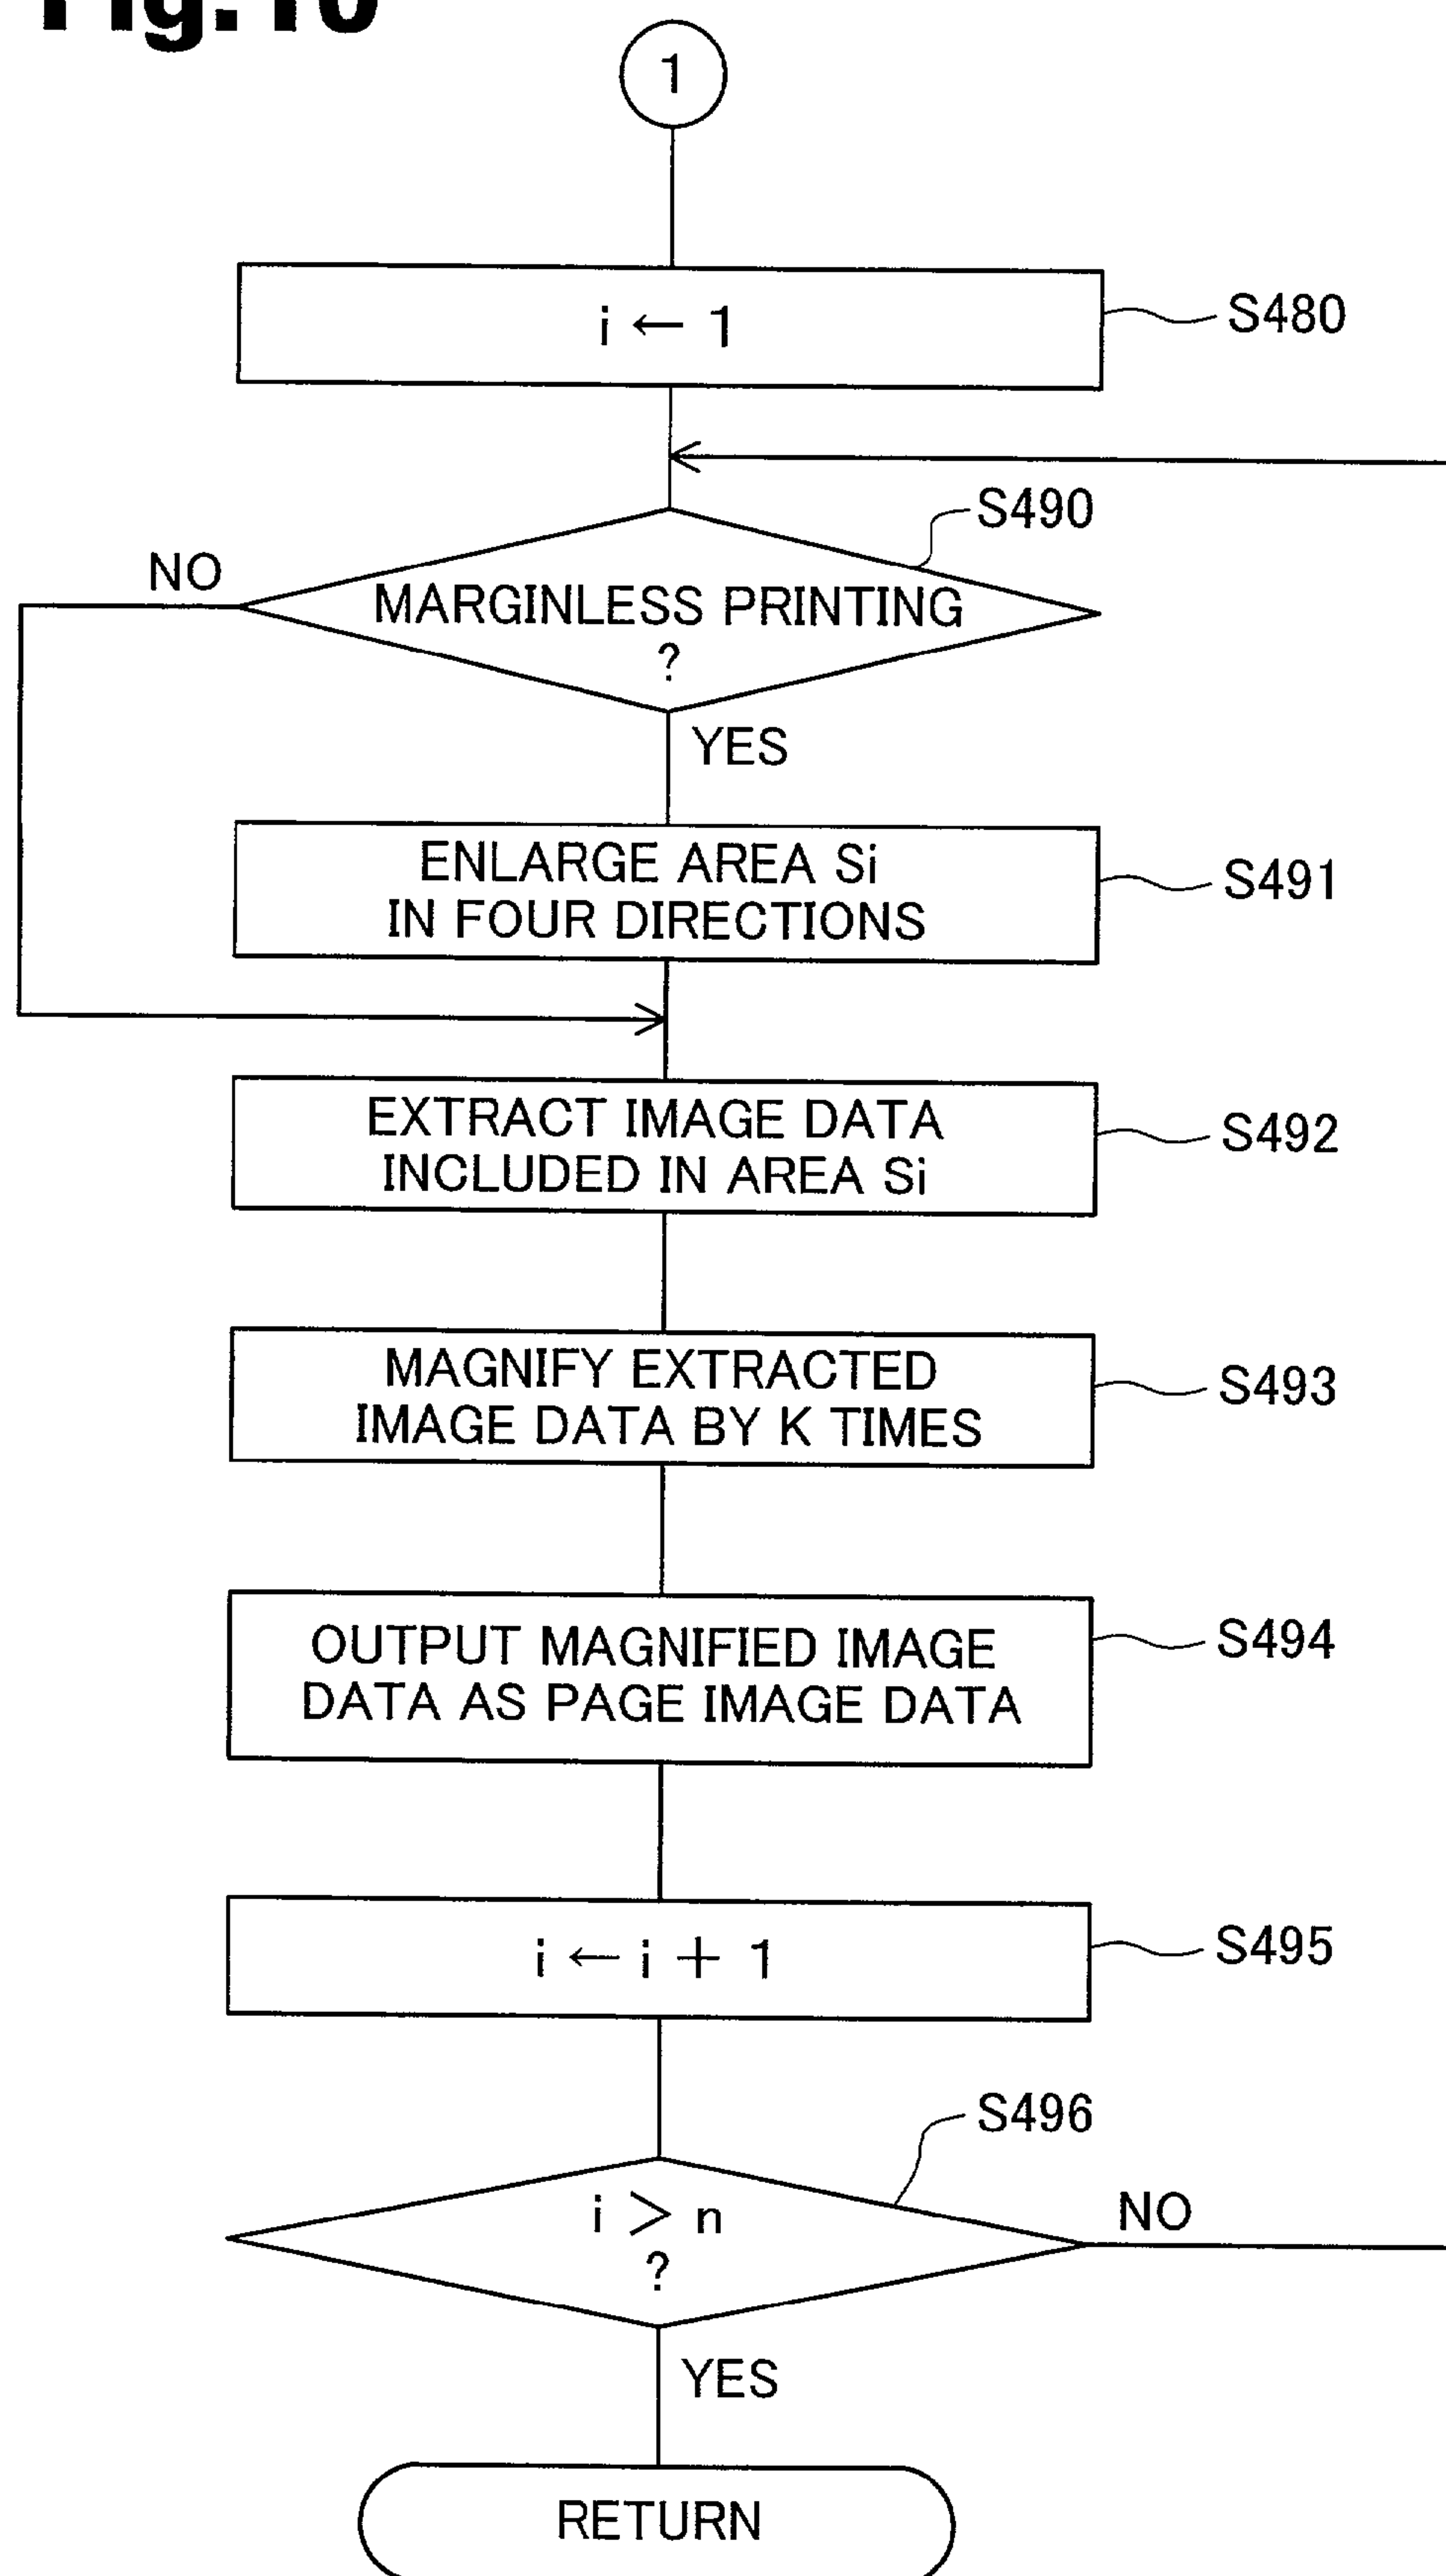 Fig.10
1
i ← 1
S480
S490
NO
MARGINLESS PRINTING
?
YES
ENLARGE AREA Si
IN FOUR DIRECTIONS
S491
EXTRACT IMAGE DATA
INCLUDED IN AREA Si
S492
MAGNIFY EXTRACTED
IMAGE DATA BY K TIMES
S493
OUTPUT MAGNIFIED IMAGE
DATA AS PAGE IMAGE DATA
S494
i ← i + 1
S495
S496
i > n
?
NO
YES
RETURN